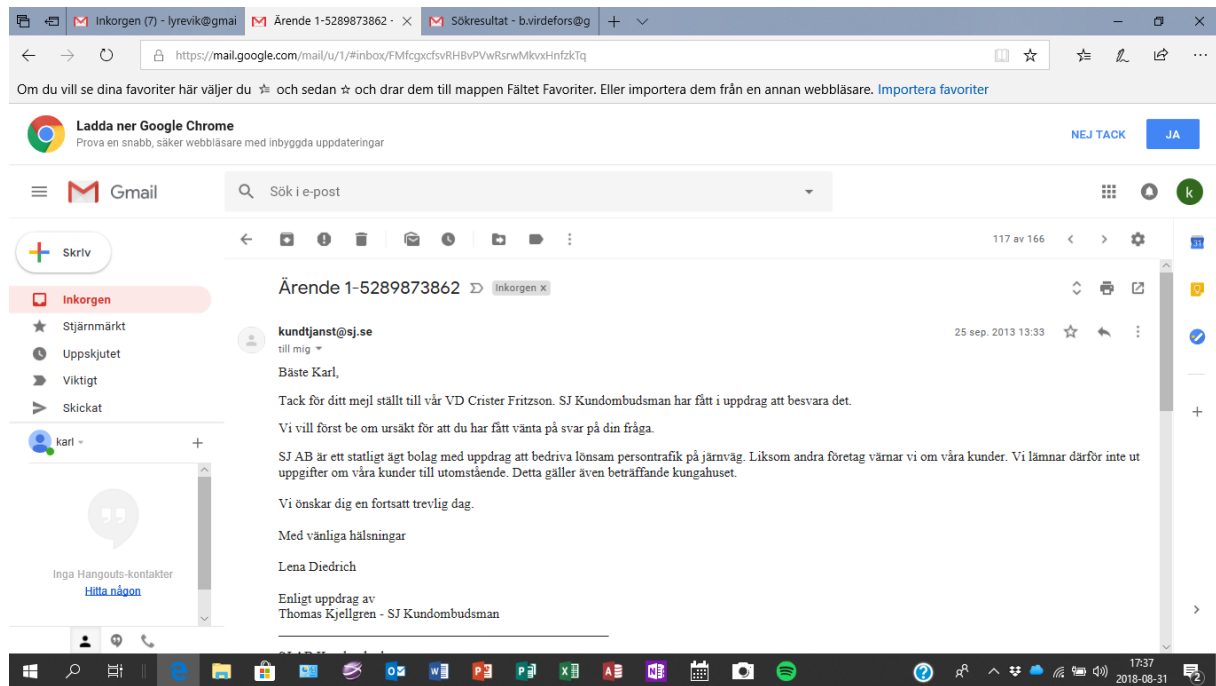 Inkorgen (7) - lyrevik@gmai
Ärende 1-5289873862 -
Sökresultat - b.virdefors@g
https://mail.google.com/mail/u/1/#inbox/FMfcgxcfsvRHBvPVwRsrwMkvxHnfzkTq
Om du vill se dina favoriter här väljer du och sedan och drar dem till mappen Fältet Favoriter. Eller importera dem från en annan webbläsare. Importera favoriter
Ladda ner Google Chrome
Prova en snabb, säker webbläsare med inbyggda uppdateringar
NEJ TACK
JA
Gmail
Sök i e-post
k
Skriv
117 av 166
31
Inkorgen
Stjärnmärkt
Uppskjutet
Viktigt
Skickat
karl
Inga Hangouts-kontakter
Hitta någon
Ärende 1-5289873862
Inkorgen x
kundtjanst@sj.se
25 sep. 2013 13:33
till mig
Bäste Karl,
Tack för ditt mejl ställt till vår VD Crister Fritzson. SJ Kundombudsman har fått i uppdrag att besvara det.
Vi vill först be om ursäkt för att du har fått vänta på svar på din fråga.
SJ AB är ett statligt ägt bolag med uppdrag att bedriva lönsam persontrafik på järnväg. Liksom andra företag värnar vi om våra kunder. Vi lämnar därför inte ut
uppgifter om våra kunder till utomstående. Detta gäller även beträffande kungahuset.
Vi önskar dig en fortsatt trevlig dag.
Med vänliga hälsningar
Lena Diedrich
Enligt uppdrag av
Thomas Kjellgren - SJ Kundombudsman
17:37
2018-08-31